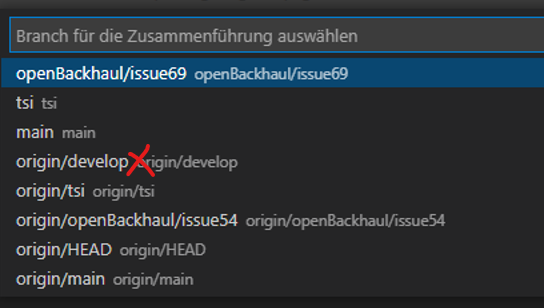 Branch für die Zusammenführung auswählen
openBackhaul/issue69 openBackhaul/issue69
tsi tsi
main main
origin/develop origin/develop
origin/tsi origin/tsi
origin/openBackhaul/issue54 origin/openBackhaul/issue54
origin/HEAD origin/HEAD
origin/main origin/main